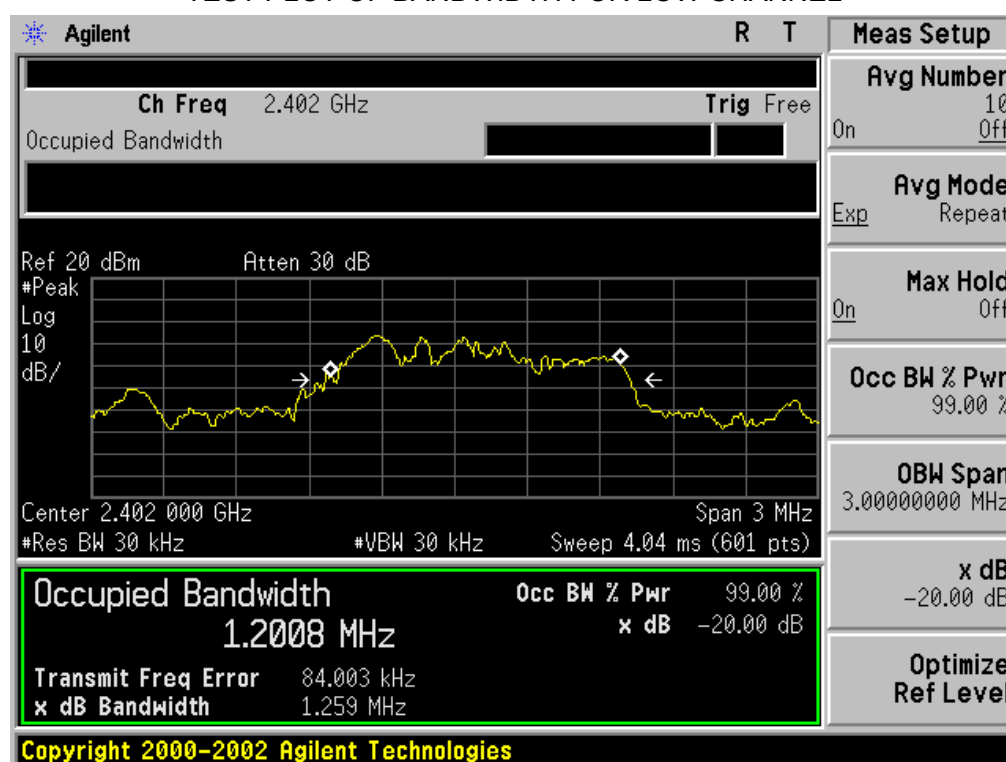 Agilent R T Meas Setup
Avg Number
10
On Off
Ch Freq 2.402 GHz Trig Free
Occupied Bandwidth
Avg Mode
Exp Repeat
Ref 20 dBm Atten 30 dB
#Peak
Log
10
dB/
Max Hold
On Off
Occ BW % Pwr
99.00 %
OBW Span
3.00000000 MHz
Center 2.402 000 GHz Span 3 MHz
#Res BW 30 kHz #VBW 30 kHz Sweep 4.04 ms (601 pts)
x dB
-20.00 dB
Occupied Bandwidth Occ BW % Pwr 99.00 %
1.2008 MHz x dB -20.00 dB
Transmit Freq Error 84.003 kHz
x dB Bandwidth 1.259 MHz
Optimize
Ref Level
Copyright 2000-2002 Agilent Technologies